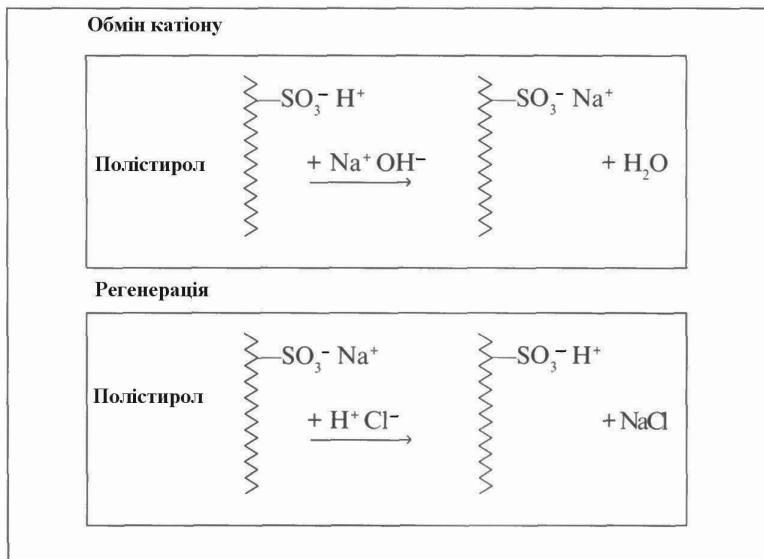 Обмін катіону
SO₃⁻ H⁺ SO₃⁻ Na⁺
Полістирол + Na⁺ OH⁻ + H₂O
Регенерація
SO₃⁻ Na⁺ SO₃⁻ H⁺
Полістирол
+ H⁺ Cl⁻ + NaCl